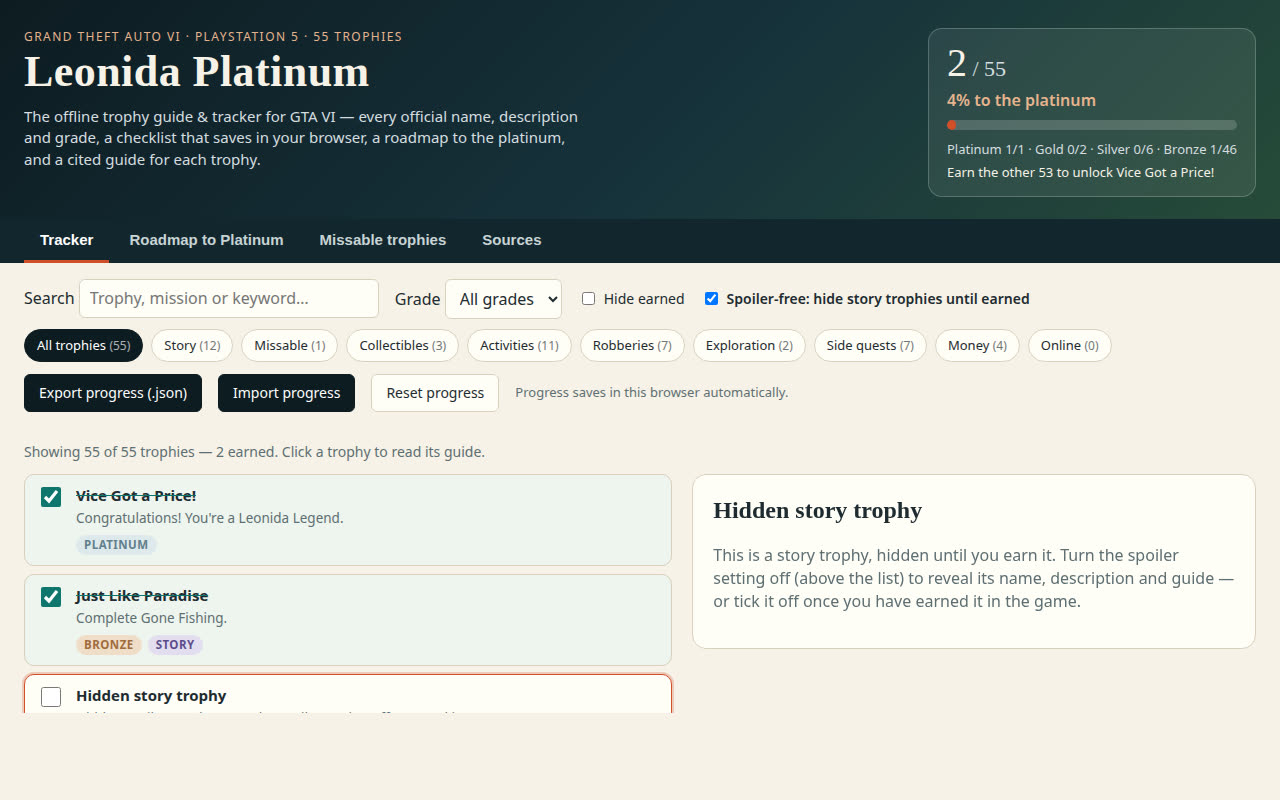 GRAND THEFT AUTO VI · PLAYSTATION 5 · 55 TROPHIES
Leonida Platinum
The offline trophy guide & tracker for GTA VI — every official name, description
and grade, a checklist that saves in your browser, a roadmap to the platinum,
and a cited guide for each trophy.
2 / 55
4% to the platinum
Platinum 1/1 · Gold 0/2 · Silver 0/6 · Bronze 1/46
Earn the other 53 to unlock Vice Got a Price!
Tracker Roadmap to Platinum Missable trophies Sources
Search Trophy, mission or keyword... Grade All grades Hide earned Spoiler-free: hide story trophies until earned
All trophies (55) Story (12) Missable (1) Collectibles (3) Activities (11) Robberies (7) Exploration (2) Side quests (7) Money (4) Online (0)
Export progress (.json) Import progress Reset progress Progress saves in this browser automatically.
Showing 55 of 55 trophies — 2 earned. Click a trophy to read its guide.
Vice Got a Price!
Congratulations! You're a Leonida Legend.
PLATINUM
Just Like Paradise
Complete Gone Fishing.
BRONZE STORY
Hidden story trophy
Hidden story trophy
This is a story trophy, hidden until you earn it. Turn the spoiler
setting off (above the list) to reveal its name, description and guide —
or tick it off once you have earned it in the game.